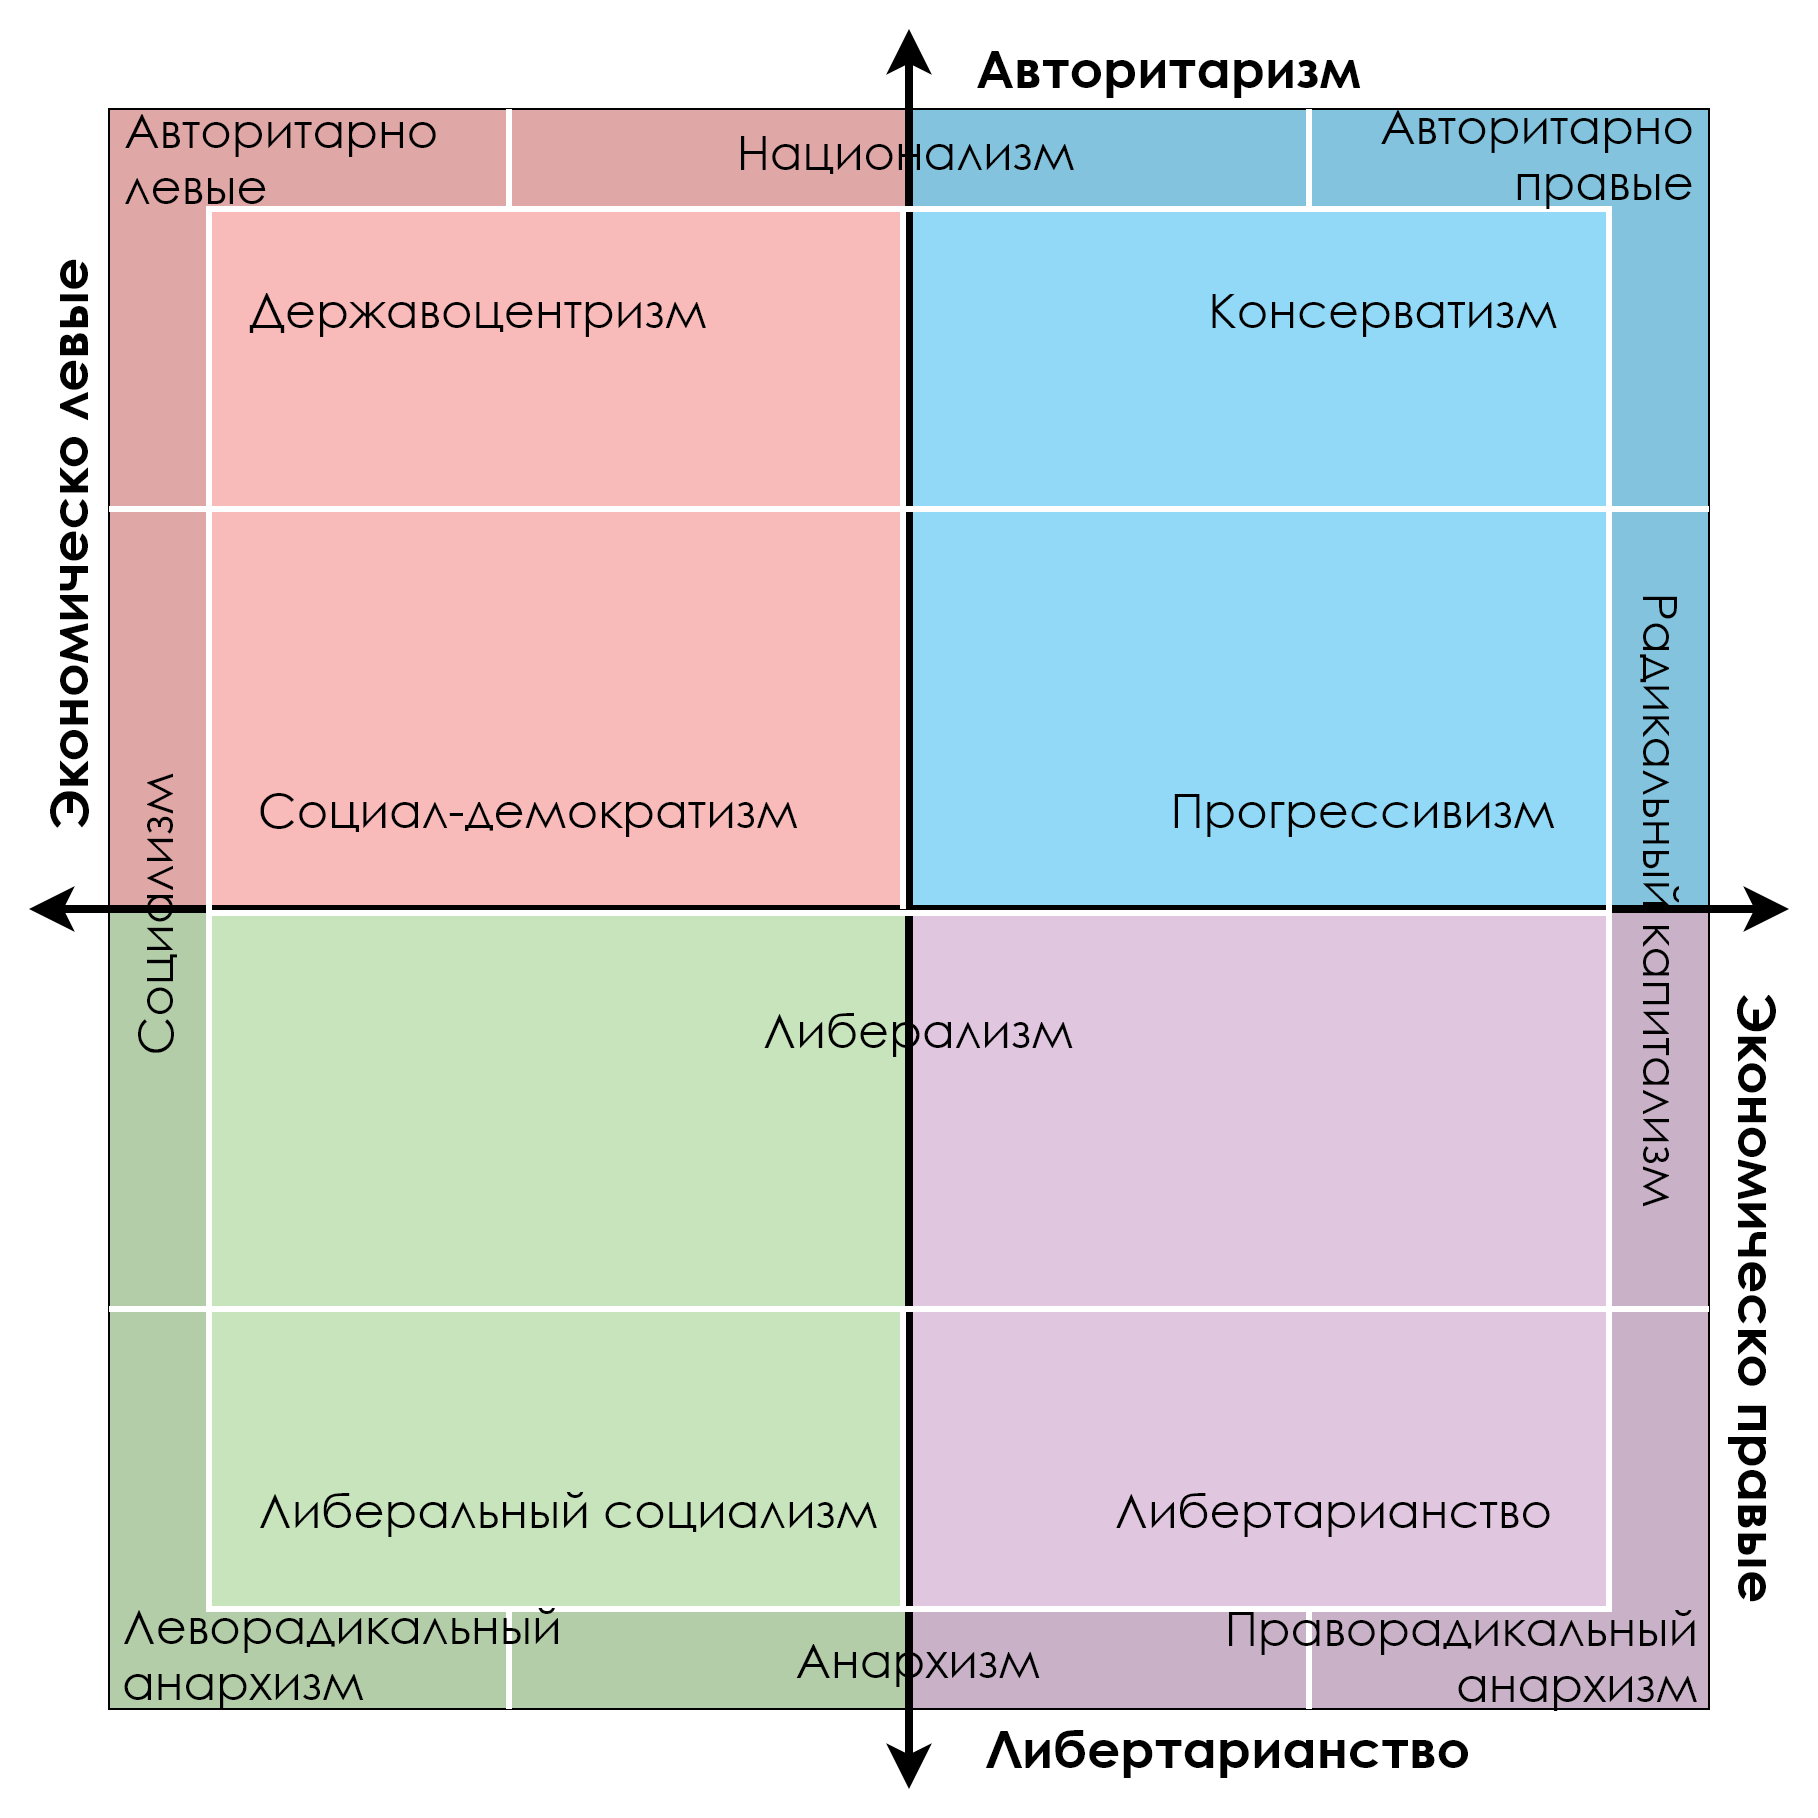 Авторитаризм
Авторитарно
левые
Национализм
Авторитарно
правые
Экономическо левые
Державоцентризм
Консерватизм
Социал-демократизм
Прогрессивизм
Социализм
Радикальный капитализм
Либерализм
Экономическо правые
Либеральный социализм
Либертарианство
Леворадикальный
анархизм
Анархизм
Праворадикальный
анархизм
Либертарианство